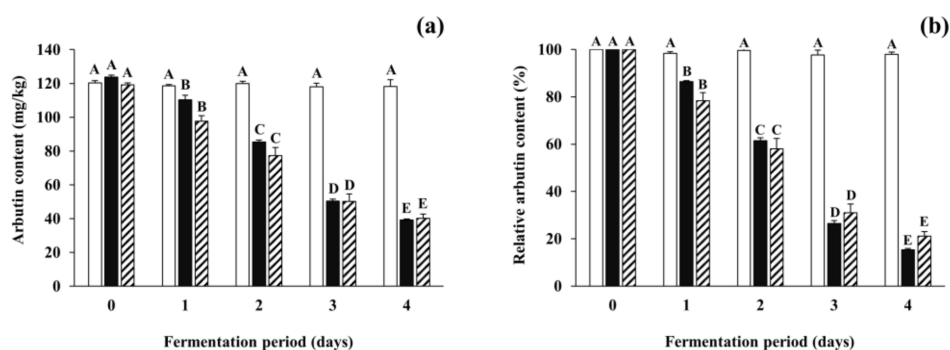 (a)
Arbutin content (mg/kg)
140
120
100
80
60
40
20
0
A A A
A B B
A C C
A D D
A E E
0 1 2 3 4
Fermentation period (days)
(b)
Relative arbutin content (%)
100
80
60
40
20
0
A A A
A B B
A C C
A D D
A E E
0 1 2 3 4
Fermentation period (days)